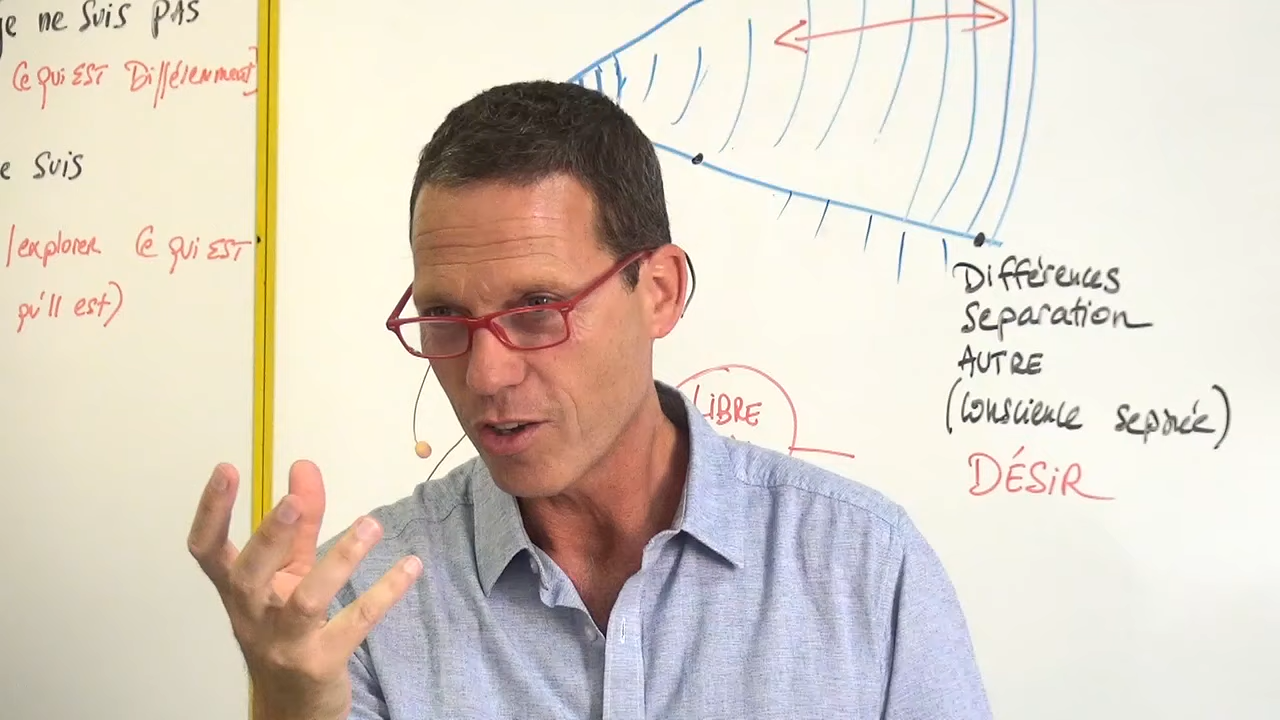 je ne suis PAS
(Ce qui EST Différemment)
e suis
/explorer Ce qui EST
qu'il est)
LIBRE
Différences
Separation
AUTRE
(Conscience separée)
DÉSIR